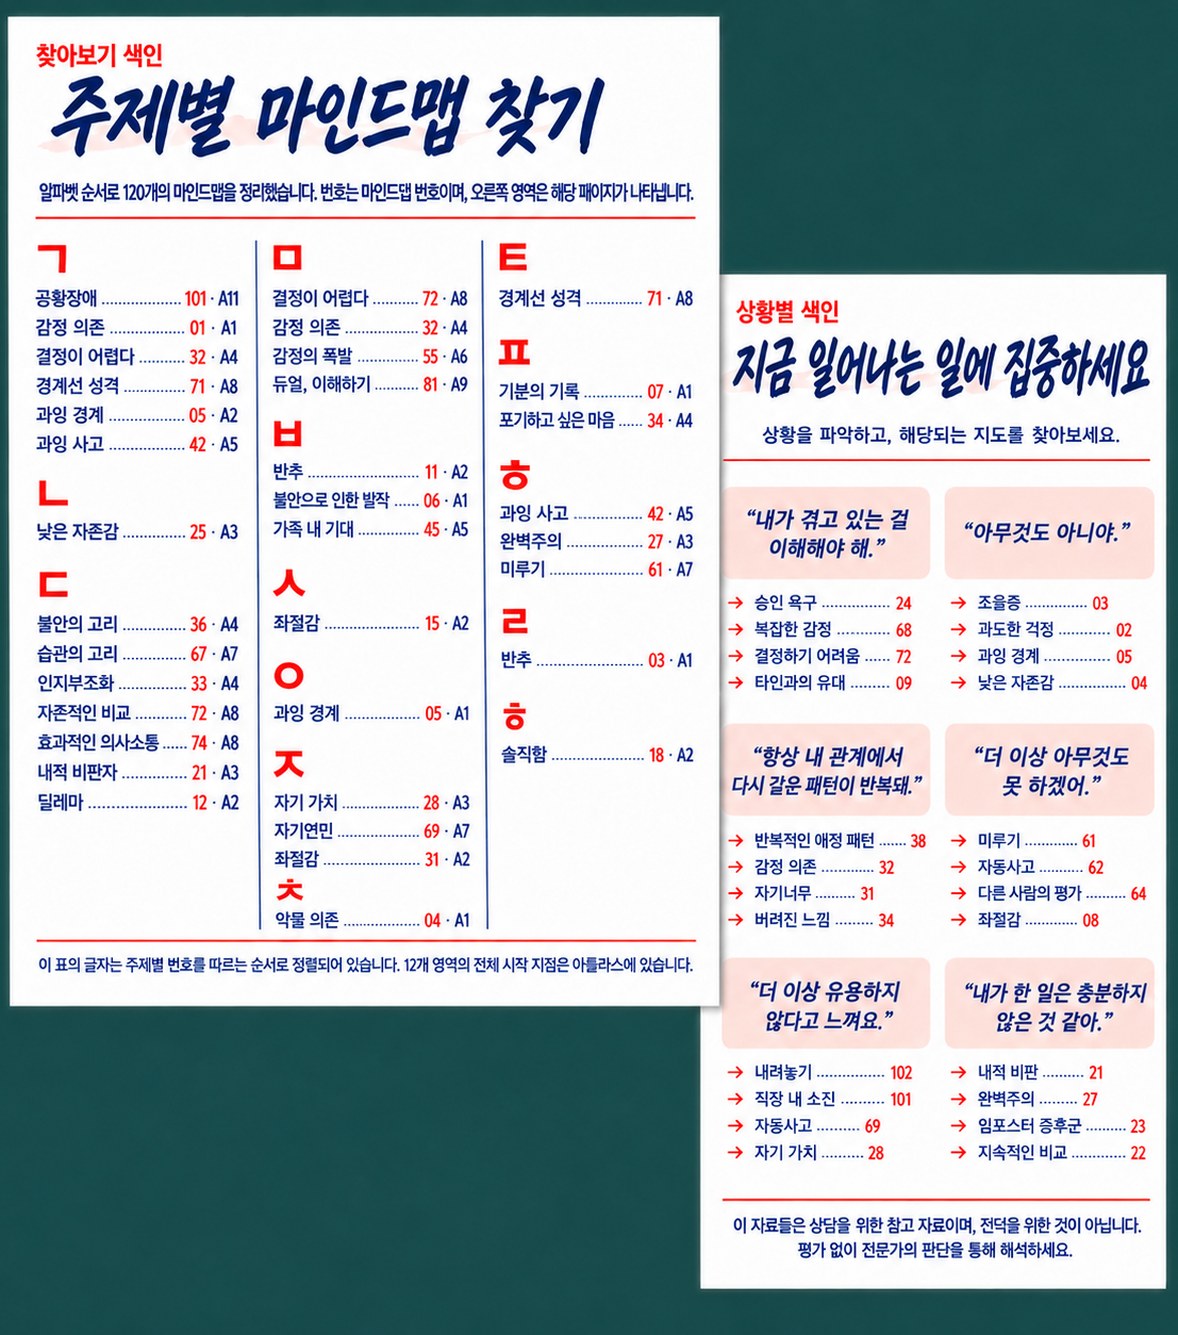 찾아보기 색인
주제별 마인드맵 찾기
알파벳 순서로 120개의 마인드맵을 정리했습니다. 번호는 마인드댑 번호이며, 오른쪽 영역은 해당 패이지가 나타냅니다.
ㄱ
공황장애 .................. 101 · A11
감정 의존 ................. 01 · A1
결정이 어렵다 ........... 32 · A4
경계선 성격 .............. 71 · A8
과잉 경계 ................. 05 · A2
과잉 사고 ................. 42 · A5
ㄴ
낮은 자존감 .............. 25 · A3
ㄷ
불안의 고리 .............. 36 · A4
습관의 고리 .............. 67 · A7
인지부조화 ............... 33 · A4
자존적인 비교 ........... 72 · A8
효과적인 의사소통 ...... 74 · A8
내적 비판자 .............. 21 · A3
딜레마 ...................... 12 · A2
ㅁ
결정이 어렵다 .......... 72 · A8
감정 의존 ................ 32 · A4
감정의 폭발 ............. 55 · A6
듀얼, 이해하기 .......... 81 · A9
ㅂ
반추 ......................... 11 · A2
불안으로 인한 발작 ...... 06 · A1
가족 내 기대 ............. 45 · A5
ㅅ
좌절감 ...................... 15 · A2
ㅇ
과잉 경계 ................. 05 · A1
ㅈ
자기 가치 ................. 28 · A3
자기연민 .................. 69 · A7
좌절감 ...................... 31 · A2
ㅊ
악물 의존 ................. 04 · A1
ㅌ
경계선 성격 ................. 71 · A8
ㅍ
기분의 기록 ............. 07 · A1
포기하고 싶은 마음 ...... 34 · A4
ㅎ
과잉 사고 ................ 42 · A5
완벽주의 .................. 27 · A3
미루기 ...................... 61 · A7
ㄹ
반추 ......................... 03 · A1
ㅎ
솔직함 ...................... 18 · A2
이 표의 글자는 주제별 번호를 따르는 순서로 정렬되어 있습니다. 12개 영역의 전체 시작 지점은 아틀라스에 있습니다.
상황별 색인
지금 일어나는 일에 집중하세요
상황을 파악하고, 해당되는 지도를 찾아보세요.
“내가 겪고 있는 걸
이해해야 해.”
→ 승인 욕구 ................ 24
→ 복잡한 감정 ............. 68
→ 결정하기 어려움 ...... 72
→ 타인과의 유대 .......... 09
“아무것도 아니야.”
→ 조을증 ............... 03
→ 과도한 걱정 ............. 02
→ 과잉 경계 ................ 05
→ 낮은 자존감 ................ 04
“항상 내 관계에서
다시 갈운 패턴이 반복돼.”
→ 반복적인 애정 패턴 ....... 38
→ 감정 의존 ............. 32
→ 자기너무 .......... 31
→ 버려진 느낌 .......... 34
“더 이상 아무것도
못 하겠어.”
→ 미루기 ............. 61
→ 자동사고 ............ 62
→ 다른 사람의 평가 .......... 64
→ 좌절감 ............. 08
“더 이상 유용하지
않다고 느껴요.”
→ 내려놓기 ................ 102
→ 직장 내 소진 .......... 101
→ 자동사고 .......... 69
→ 자기 가치 .......... 28
“내가 한 일은 충분하지
않은 것 같아.”
→ 내적 비판 .......... 21
→ 완벽주의 .......... 27
→ 임포스터 증후군 .......... 23
→ 지속적인 비교 ............. 22
이 자료들은 상담을 위한 참고 자료이며, 전덕을 위한 것이 아닙니다.
평가 없이 전문가의 판단을 통해 해석하세요.